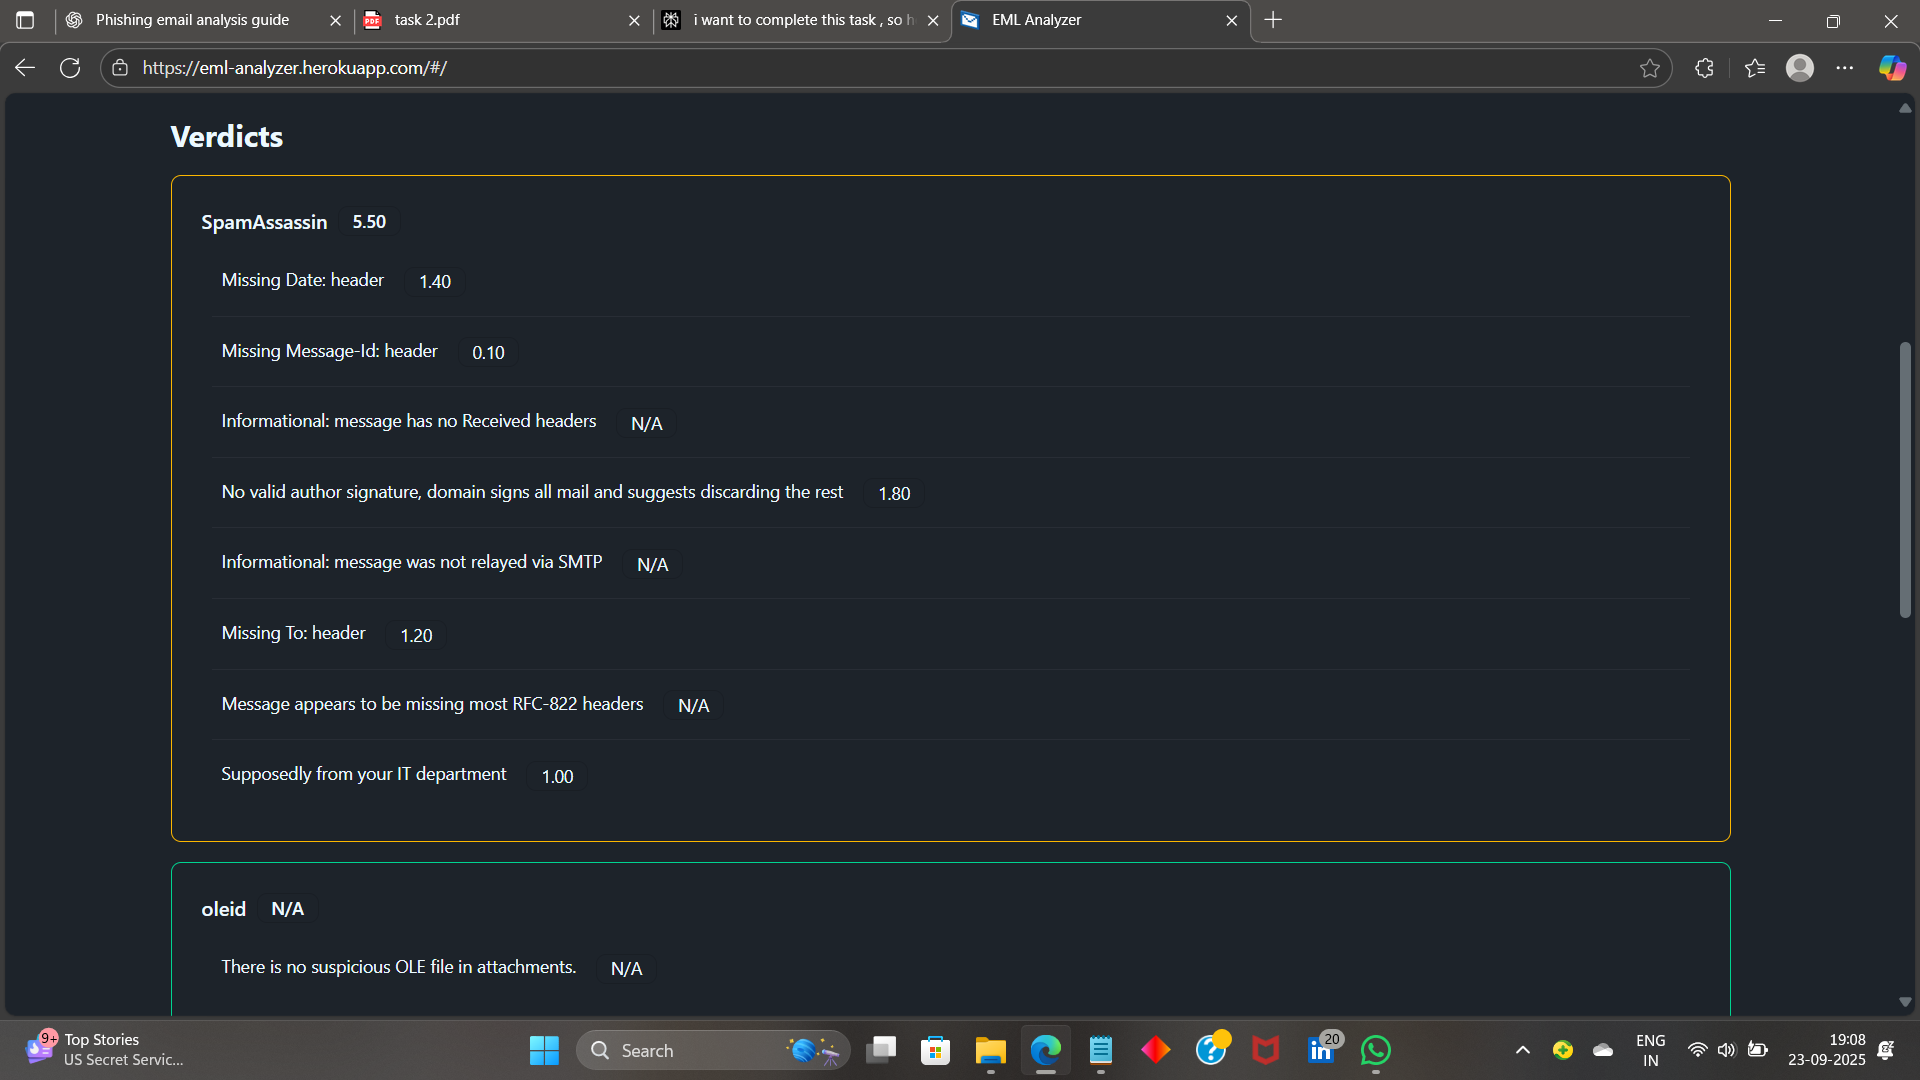 Phishing email analysis guide
task 2.pdf
i want to complete this task , so h
EML Analyzer
https://eml-analyzer.herokuapp.com/#/
Verdicts
SpamAssassin 5.50
Missing Date: header 1.40
Missing Message-Id: header 0.10
Informational: message has no Received headers N/A
No valid author signature, domain signs all mail and suggests discarding the rest 1.80
Informational: message was not relayed via SMTP N/A
Missing To: header 1.20
Message appears to be missing most RFC-822 headers N/A
Supposedly from your IT department 1.00
oleid N/A
There is no suspicious OLE file in attachments. N/A
9+
Top Stories
US Secret Servic...
Search
20
ENG
IN
19:08
23-09-2025